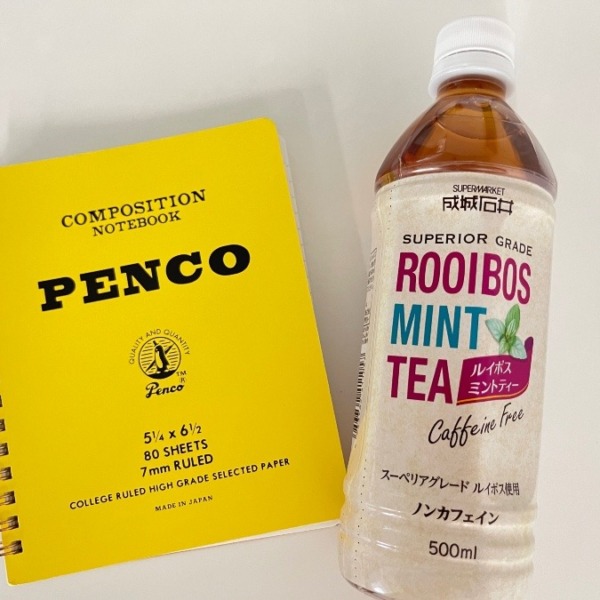 COMPOSITION
NOTEBOOK
PENCO
QUALITY AND QUANTITY
Penco
TM
R
5¼ x 6½
80 SHEETS
7mm RULED
COLLEGE RULED HIGH GRADE SELECTED PAPER
MADE IN JAPAN
SUPERMARKET
成城石井
SUPERIOR GRADE
ROOIBOS
MINT
TEA
ルイボス
ミントティー
Caffeine Free
スーペリアグレード ルイボス使用
ノンカフェイン
500ml